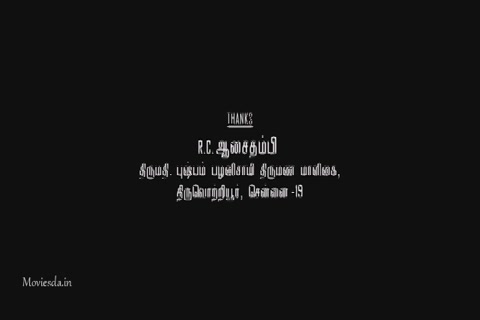 THANKS
R.C. ஆசைதம்பி
திருமதி. புஷ்பம் பழனிசாமி திருமண மாளிகை,
திருவொற்றியூர், சென்னை -19
Moviesda.in